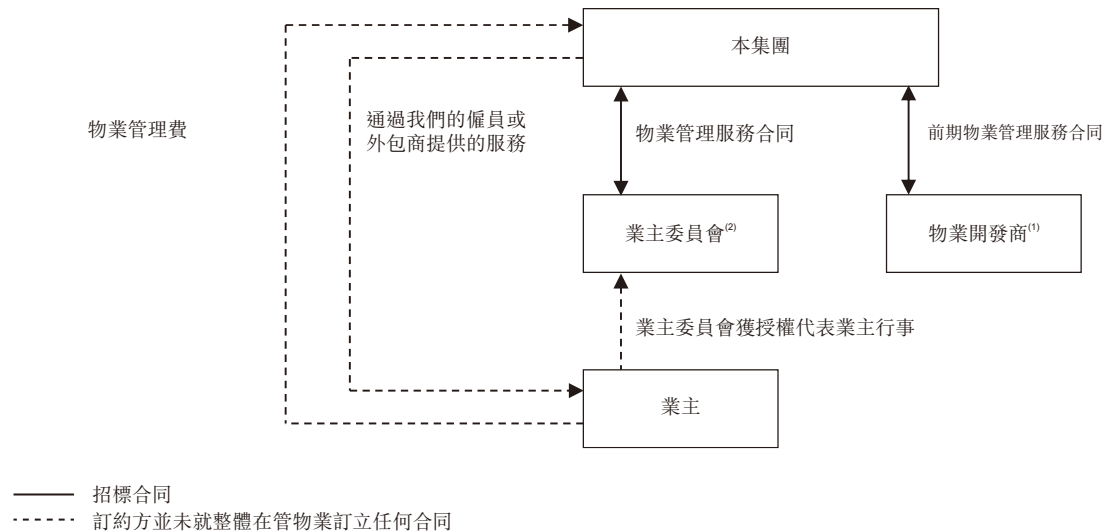 本集團
物業管理費
通過我們的僱員或
外包商提供的服務
物業管理服務合同
前期物業管理服務合同
業主委員會(2)
物業開發商(1)
業主委員會獲授權代表業主行事
業主
招標合同
訂約方並未就整體在管物業訂立任何合同